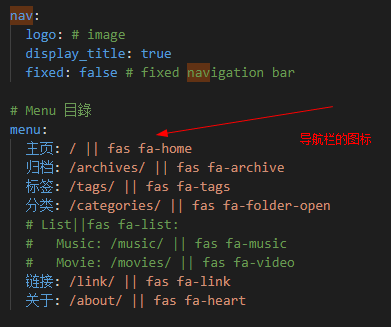 nav:
logo: # image
display_title: true
fixed: false # fixed navigation bar
# Menu 目錄
menu:
主页: / || fas fa-home
导航栏的图标
归档: /archives/ || fas fa-archive
标签: /tags/ || fas fa-tags
分类: /categories/ || fas fa-folder-open
# List||fas fa-list:
#   Music: /music/ || fas fa-music
#   Movie: /movies/ || fas fa-video
链接: /link/ || fas fa-link
关于: /about/ || fas fa-heart